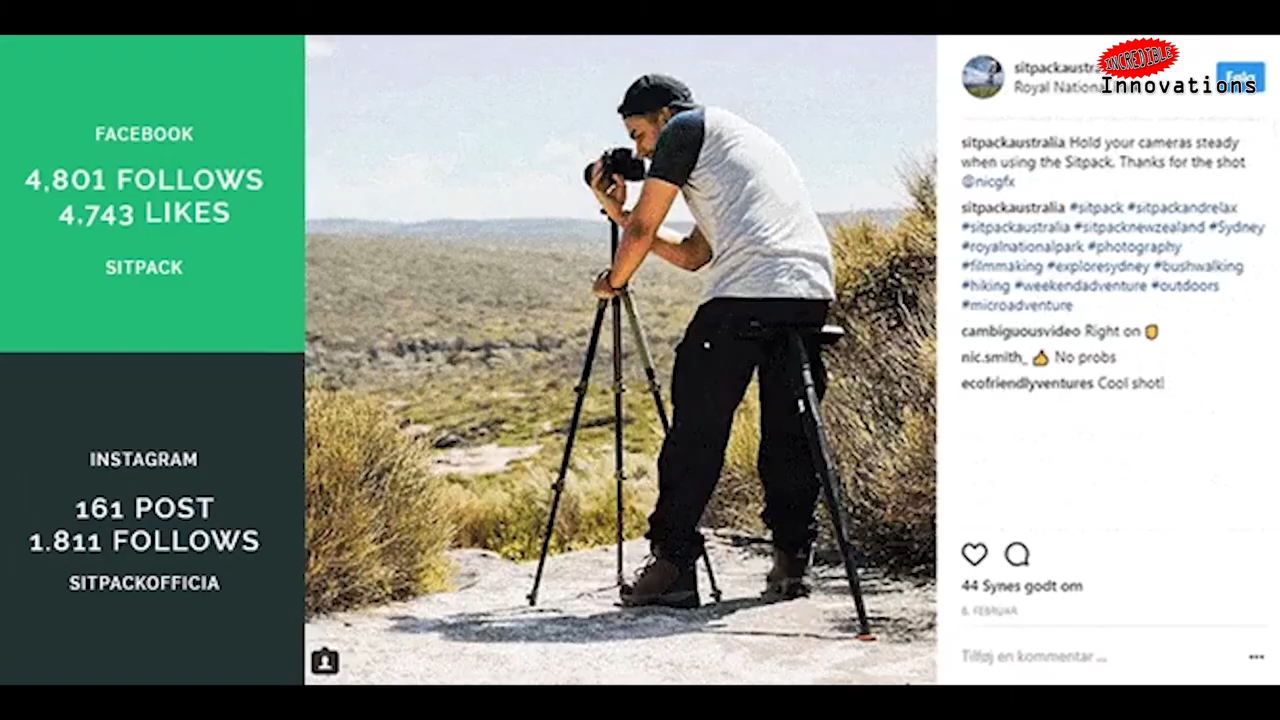 FACEBOOK
4,801 FOLLOWS
4.743 LIKES
SITPACK
INSTAGRAM
161 POST
1.811 FOLLOWS
SITPACKOFFICIA
INCREDIBLE
Innovations
sitpackaustra
Royal Nationa
sitpackaustralia Hold your cameras steady
when using the Sitpack. Thanks for the shot
@nicgfx
sitpackaustralia #sitpack #sitpackandrelax
#sitpackaustralia #sitpacknewzealand #Sydney
#royalnationalpark #photography
#filmmaking #exploresydney #bushwalking
#hiking #weekendadventure #outdoors
#microadventure
cambiguousvideo Right on
nic.smith_ No probs
ecofriendlyventures Cool shot!
44 Synes godt om
6. FEBRUAR
Tilføj en kommentar ...